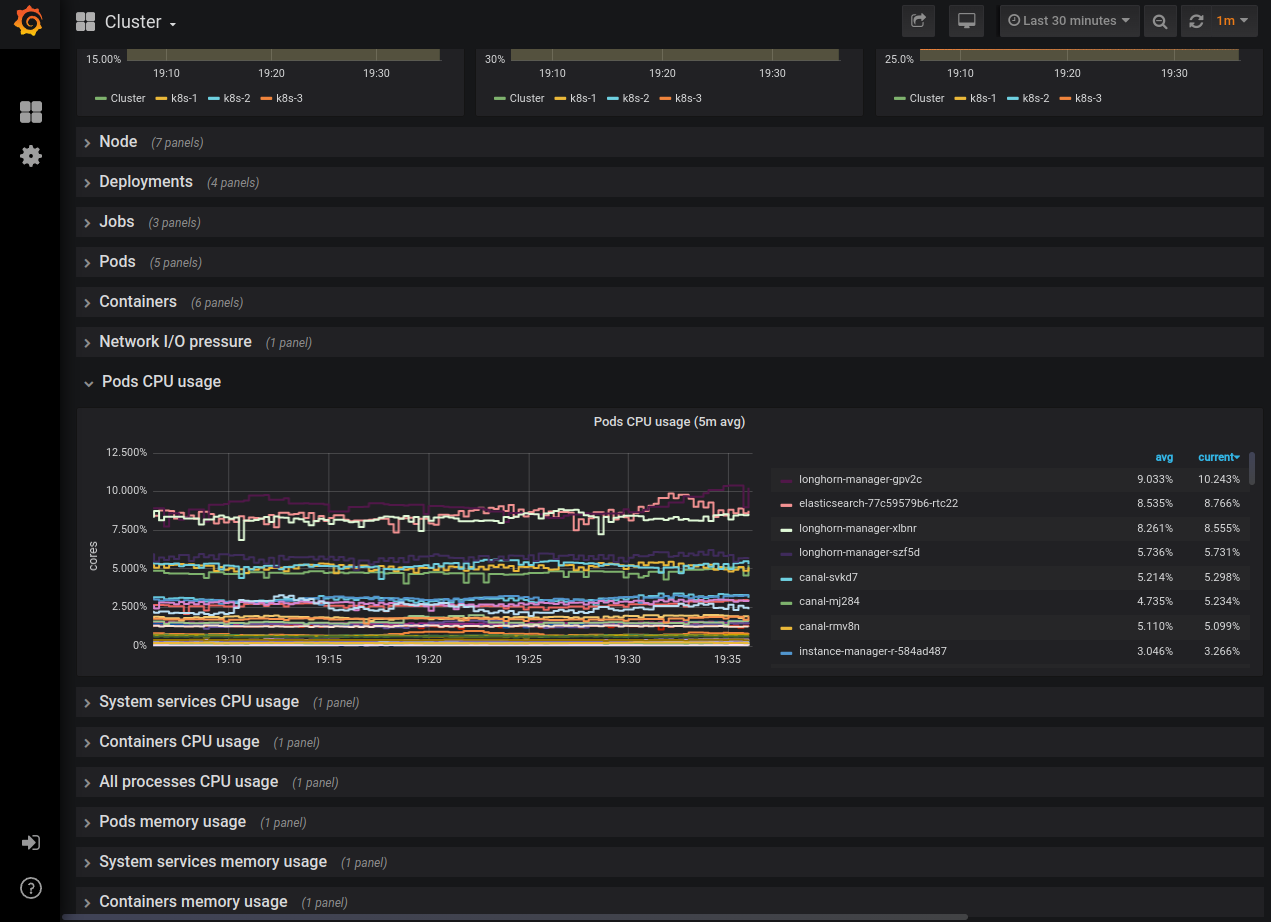 Cluster
Last 30 minutes
1m
15.00%
19:10 19:20 19:30
Cluster k8s-1 k8s-2 k8s-3
30%
19:10 19:20 19:30
Cluster k8s-1 k8s-2 k8s-3
25.0%
19:10 19:20 19:30
Cluster k8s-1 k8s-2 k8s-3
Node (7 panels)
Deployments (4 panels)
Jobs (3 panels)
Pods (5 panels)
Containers (6 panels)
Network I/O pressure (1 panel)
Pods CPU usage
Pods CPU usage (5m avg)
cores
12.500%
10.000%
7.500%
5.000%
2.500%
0%
19:10 19:15 19:20 19:25 19:30 19:35
avg current
longhorn-manager-gpv2c 9.033% 10.243%
elasticsearch-77c59579b6-rtc22 8.535% 8.766%
longhorn-manager-xlbnr 8.261% 8.555%
longhorn-manager-szf5d 5.736% 5.731%
canal-svkd7 5.214% 5.298%
canal-mj284 4.735% 5.234%
canal-rmv8n 5.110% 5.099%
instance-manager-r-584ad487 3.046% 3.266%
System services CPU usage (1 panel)
Containers CPU usage (1 panel)
All processes CPU usage (1 panel)
Pods memory usage (1 panel)
System services memory usage (1 panel)
Containers memory usage (1 panel)
?